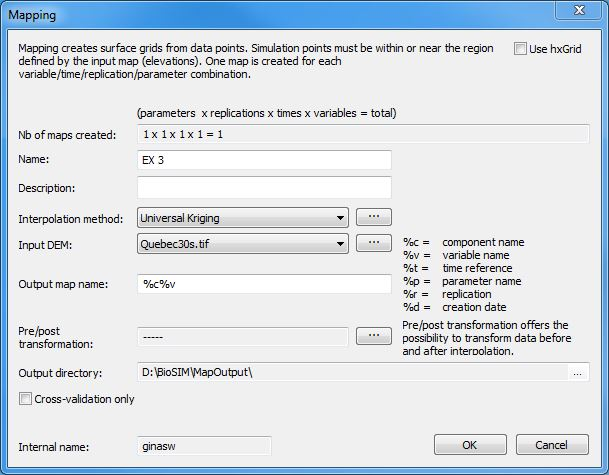 Mapping
Mapping creates surface grids from data points. Simulation points must be within or near the region
defined by the input map (elevations). One map is created for each
variable/time/replication/parameter combination.
Use hxGrid
(parameters x replications x times x variables = total)
Nb of maps created: 1 x 1 x 1 x 1 = 1
Name: EX 3
Description:
Interpolation method: Universal Kriging ...
Input DEM: Quebec30s.tif ...
%c = component name
%v = variable name
%t = time reference
%p = parameter name
%r = replication
%d = creation date
Output map name: %c%v
Pre/post
transformation: ----- ...
Pre/post transformation offers the
possibility to transform data before
and after interpolation.
Output directory: D:\BioSIM\MapOutput\ ...
Cross-validation only
Internal name: ginasw
OK Cancel